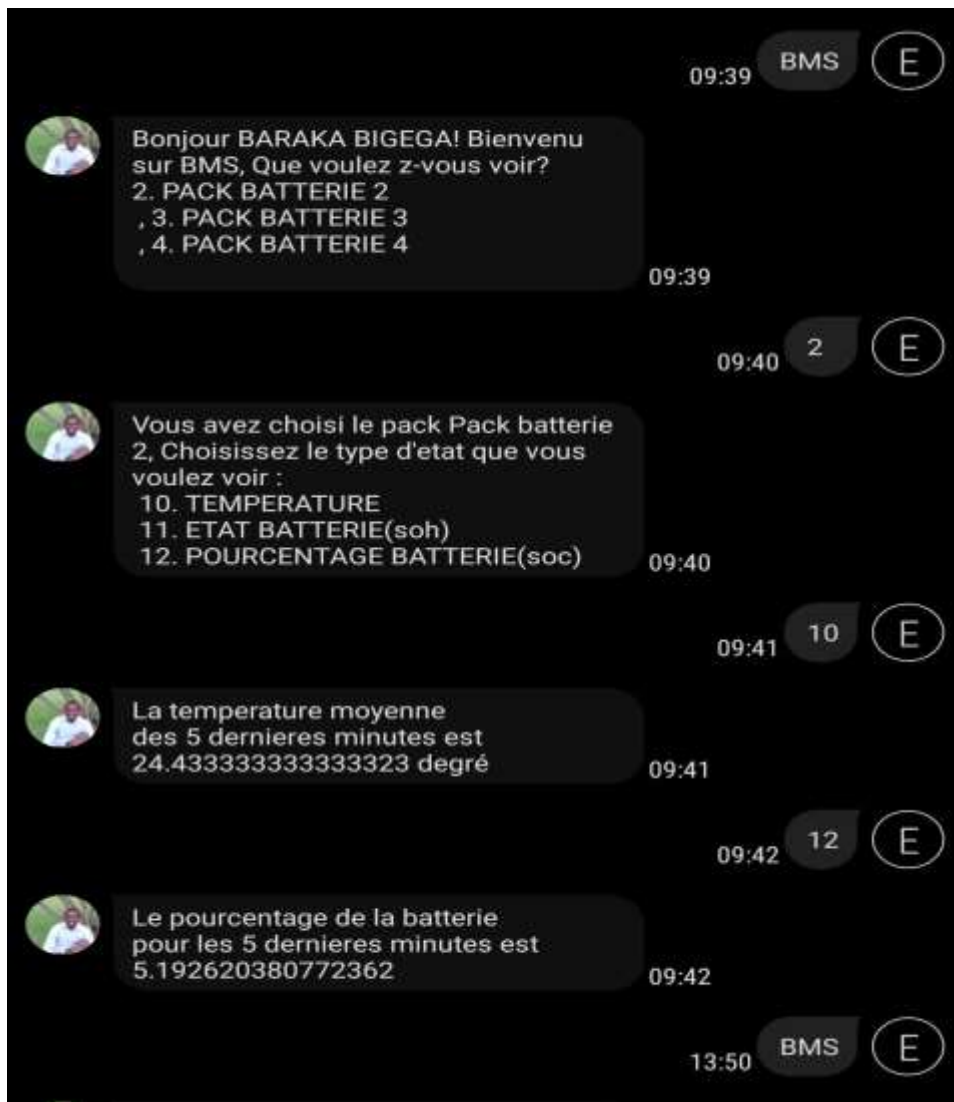 BMS
E
09:39
Bonjour BARAKA BIGEGA! Bienvenu
sur BMS, Que voulez z-vous voir?
2. PACK BATTERIE 2
, 3. PACK BATTERIE 3
, 4. PACK BATTERIE 4
09:39
2
E
09:40
Vous avez choisi le pack Pack batterie
2, Choisissez le type d'etat que vous
voulez voir :
10. TEMPERATURE
11. ETAT BATTERIE(soh)
12. POURCENTAGE BATTERIE(soc)
09:40
10
E
09:41
La temperature moyenne
des 5 dernieres minutes est
24.433333333333323 degré
09:41
12
E
09:42
Le pourcentage de la batterie
pour les 5 dernieres minutes est
5.192620380772362
09:42
BMS
E
13:50